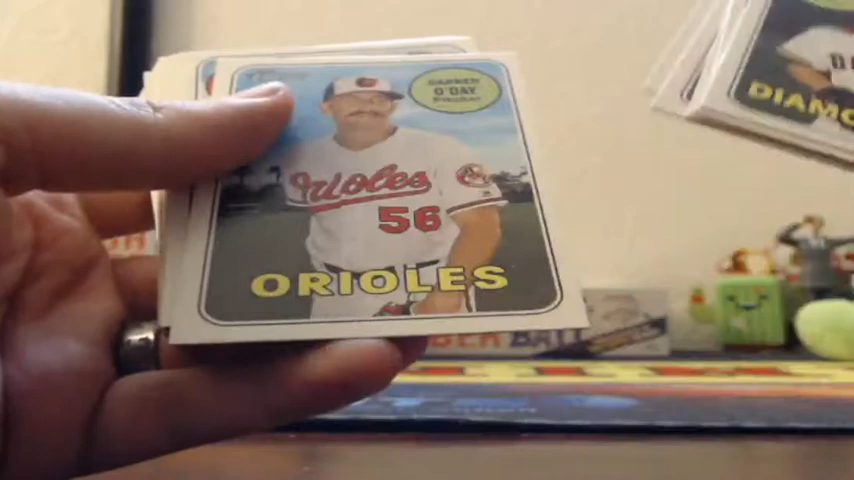 DARREN
O'DAY
Orioles
56
ORIOLES
DIAMO